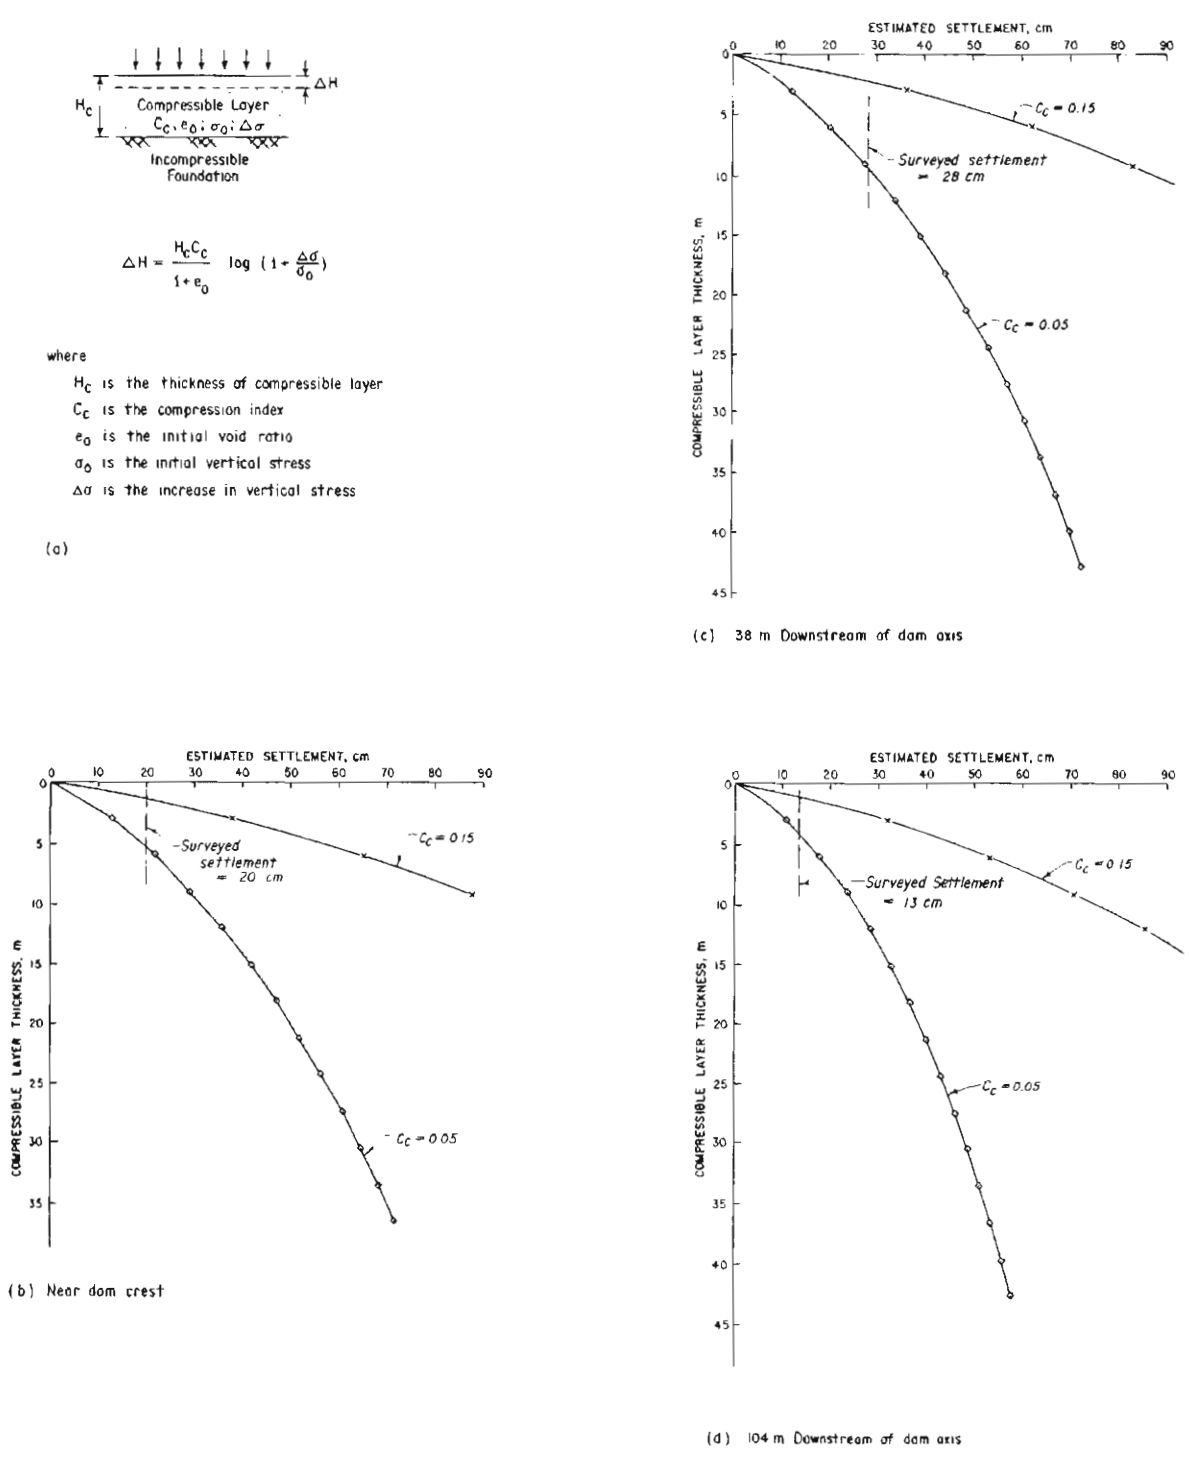 ΔH
H_c
Compressible Layer
C_c, e_0; σ_0; Δσ
Incompressible
Foundation
ΔH = H_c C_c / 1 + e_0 log (1 + Δσ / σ_0)
where
H_c is the thickness of compressible layer
C_c is the compression index
e_0 is the initial void ratio
σ_0 is the initial vertical stress
Δσ is the increase in vertical stress
(a)
ESTIMATED SETTLEMENT, cm
0 10 20 30 40 50 60 70 80 90
0
5
10
15
20
25
30
35
40
45
COMPRESSIBLE LAYER THICKNESS, m
C_c = 0.15
Surveyed settlement
= 28 cm
C_c = 0.05
(c) 38 m Downstream of dam axis
ESTIMATED SETTLEMENT, cm
0 10 20 30 40 50 60 70 80 90
0
5
10
15
20
25
30
35
COMPRESSIBLE LAYER THICKNESS, m
C_c = 0.15
Surveyed
settlement
= 20 cm
C_c = 0.05
(b) Near dam crest
ESTIMATED SETTLEMENT, cm
0 10 20 30 40 50 60 70 80 90
0
5
10
15
20
25
30
35
40
45
COMPRESSIBLE LAYER THICKNESS, m
C_c = 0.15
Surveyed Settlement
= 13 cm
C_c = 0.05
(d) 104 m Downstream of dam axis